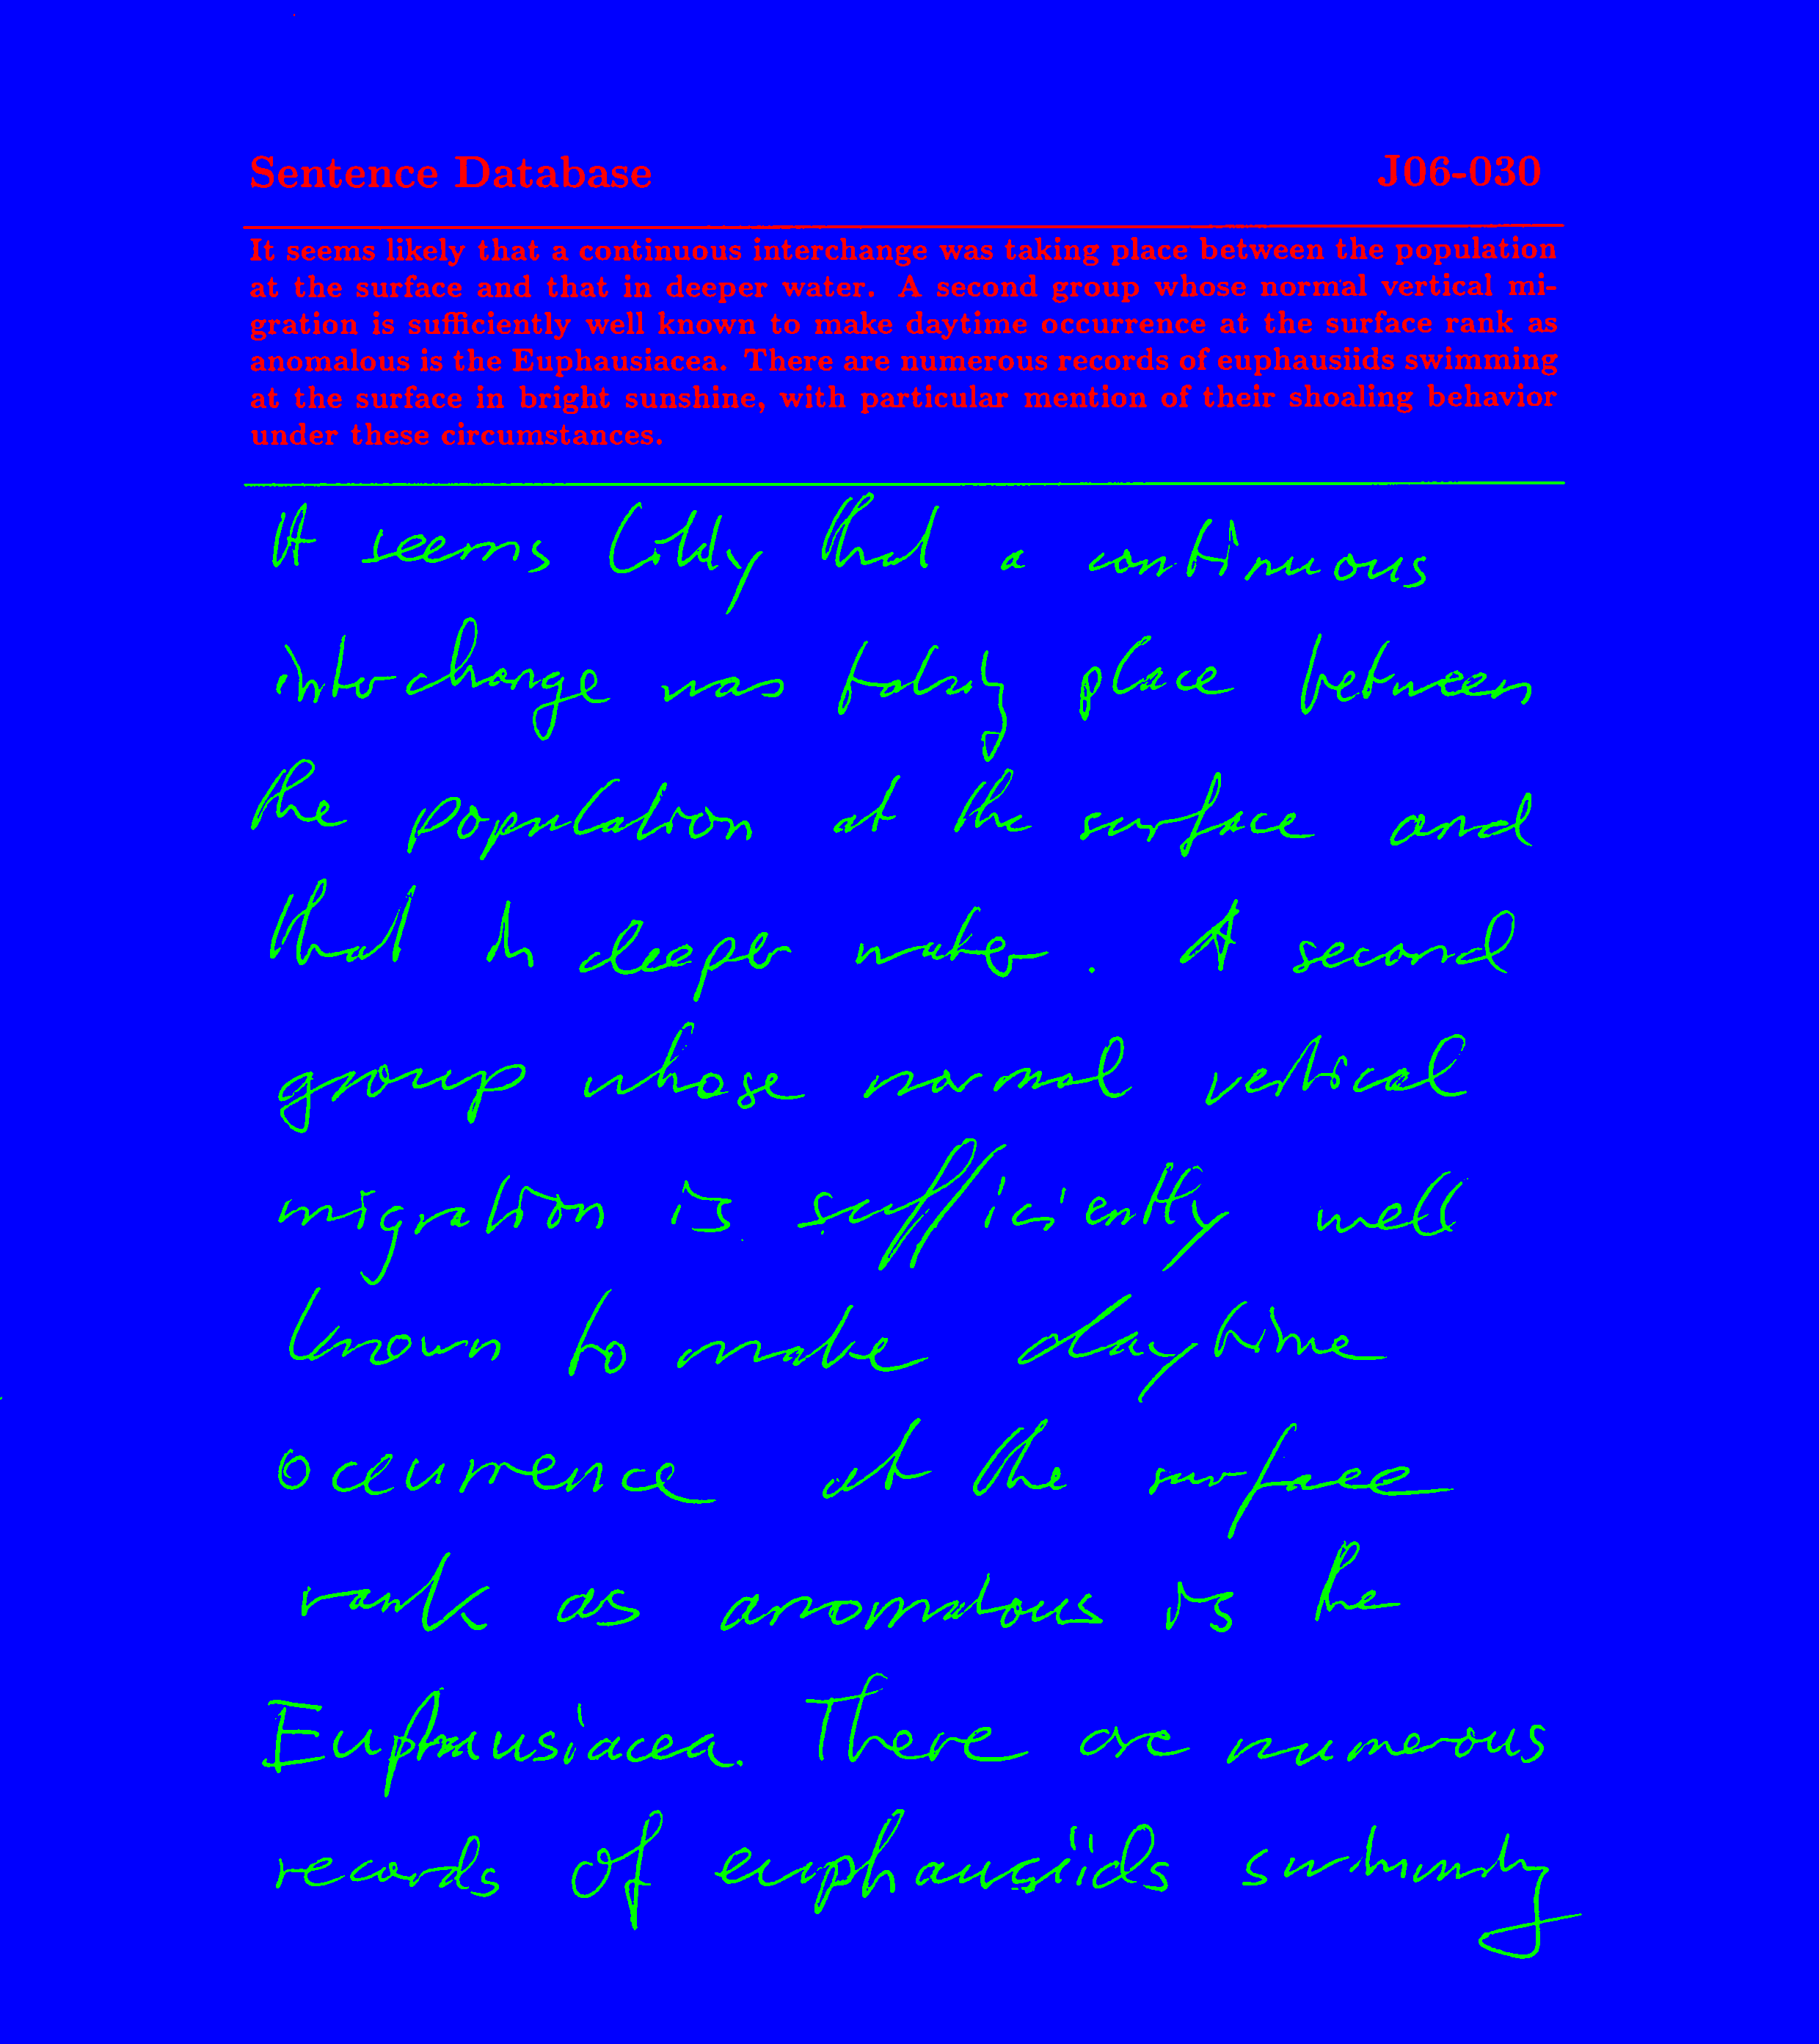 Sentence Database J06-030
It seems likely that a continuous interchange was taking place between the population
at the surface and that in deeper water. A second group whose normal vertical mi-
gration is sufficiently well known to make daytime occurrence at the surface rank as
anomalous is the Euphausiacea. There are numerous records of euphausiids swimming
at the surface in bright sunshine, with particular mention of their shoaling behavior
under these circumstances.
It seems likely that a continuous
interchange was taking place between
the population at the surface and
that in deeper water. A second
group whose normal vertical
migration is sufficiently well
known to make daytime
occurrence at the surface
rank as anomalous is the
Euphausiacea. There are numerous
records of euphausiids swimming